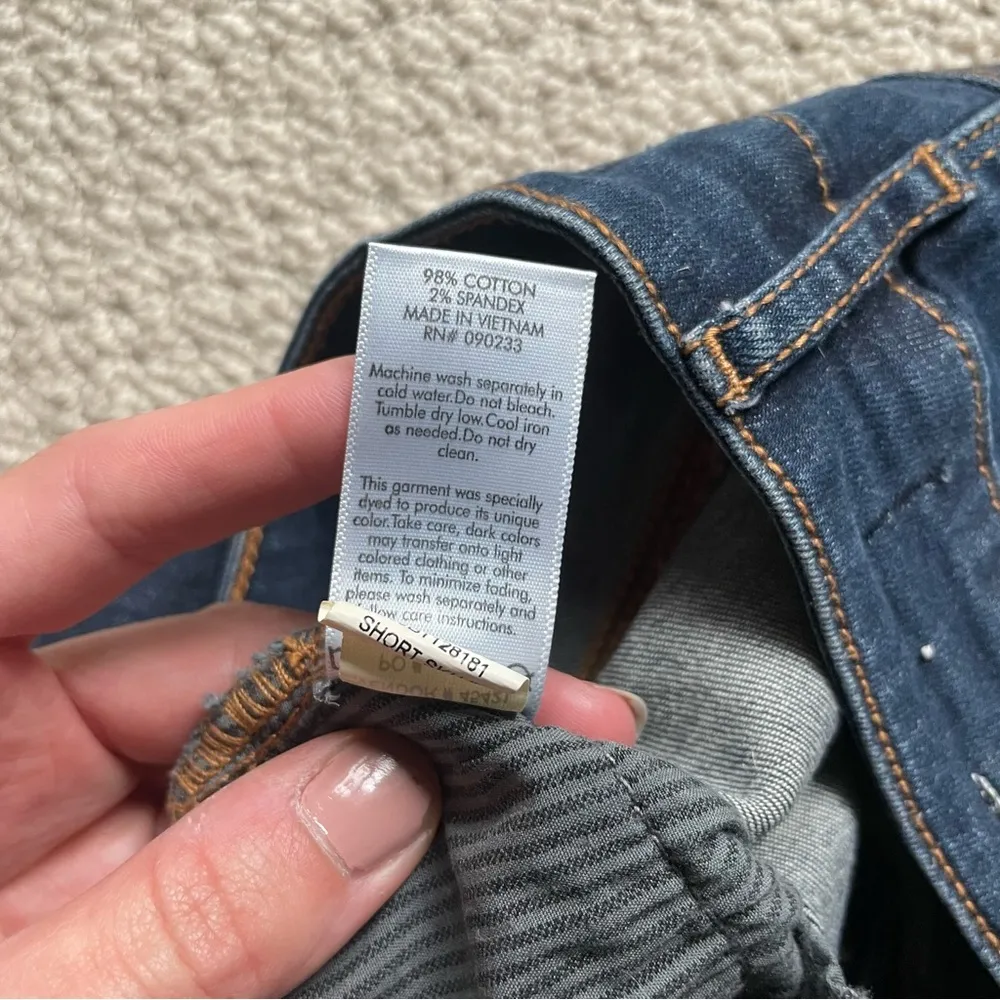 98% COTTON
2% SPANDEX
MADE IN VIETNAM
RN# 090233
Machine wash separately in
cold water.Do not bleach.
Tumble dry low.Cool iron
as needed.Do not dry
clean.
This garment was specially
dyed to produce its unique
color.Take care, dark colors
may transfer onto light
colored clothing or other
items. To minimize fading,
please wash separately and
care instructions.
SHORT
PO #